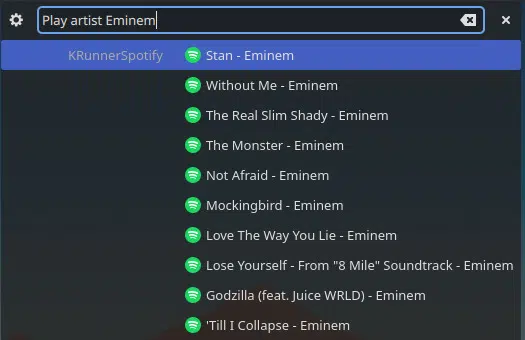 Play artist Eminem
KRunnerSpotify Stan - Eminem
Without Me - Eminem
The Real Slim Shady - Eminem
The Monster - Eminem
Not Afraid - Eminem
Mockingbird - Eminem
Love The Way You Lie - Eminem
Lose Yourself - From "8 Mile" Soundtrack - Eminem
Godzilla (feat. Juice WRLD) - Eminem
'Till I Collapse - Eminem